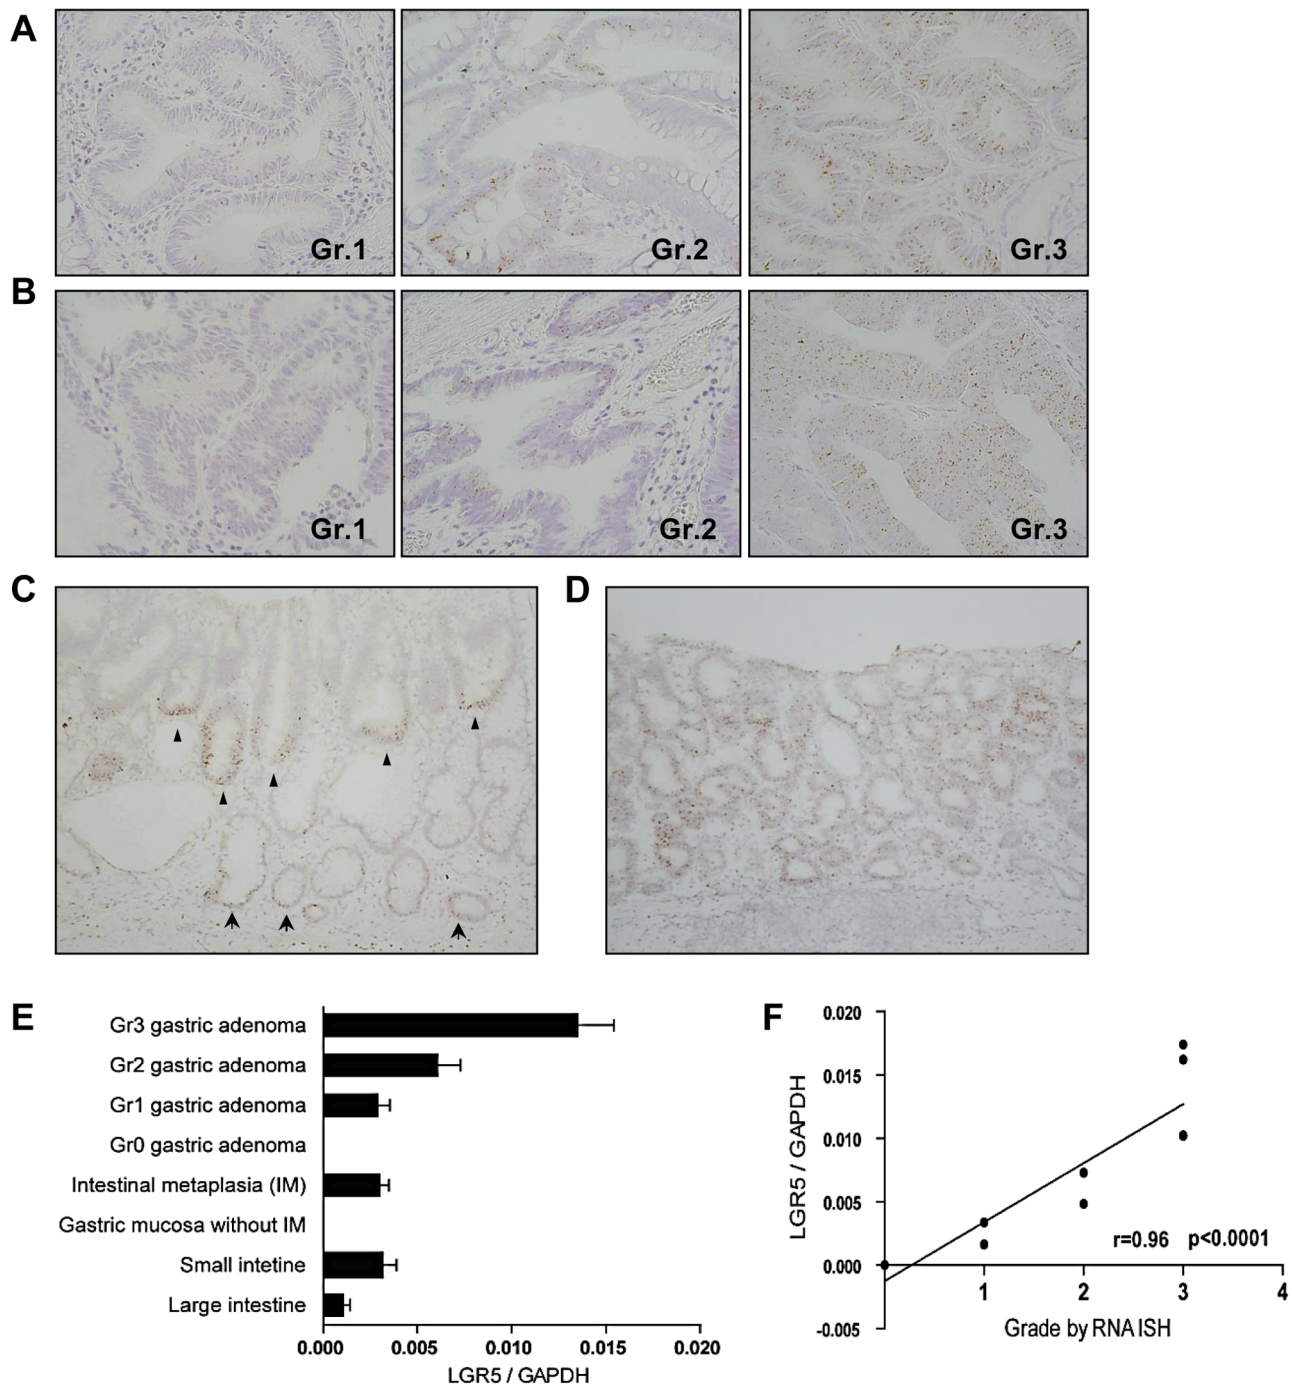 A
Gr.1
Gr.2
Gr.3
B
Gr.1
Gr.2
Gr.3
C
D
E
Gr3 gastric adenoma
Gr2 gastric adenoma
Gr1 gastric adenoma
Gr0 gastric adenoma
Intestinal metaplasia (IM)
Gastric mucosa without IM
Small intetine
Large intestine
0.000 0.005 0.010 0.015 0.020
LGR5 / GAPDH
F
0.020
0.015
0.010
0.005
0.000
-0.005
LGR5 / GAPDH
r=0.96 p<0.0001
1 2 3 4
Grade by RNA ISH